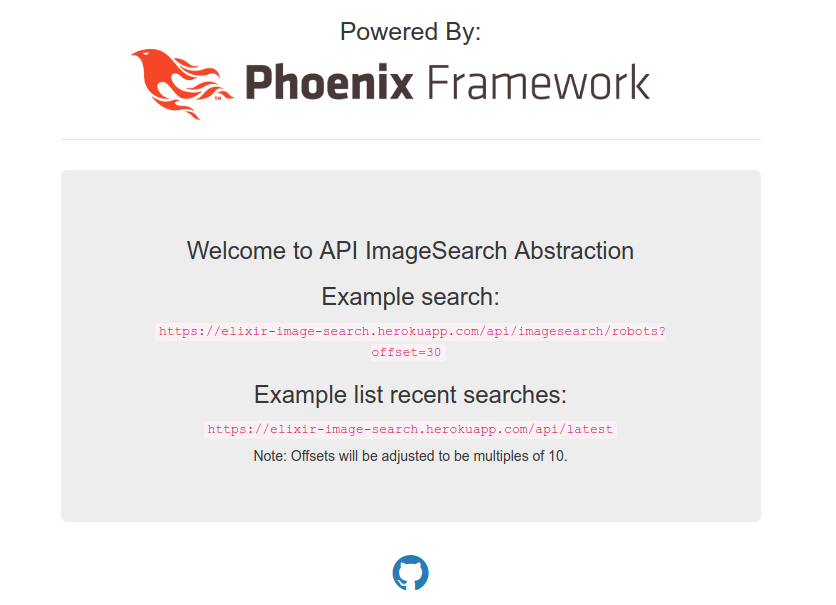 Powered By:
Phoenix Framework
TM
Welcome to API ImageSearch Abstraction
Example search:
https://elixir-image-search.herokuapp.com/api/imagesearch/robots?
offset=30
Example list recent searches:
https://elixir-image-search.herokuapp.com/api/latest
Note: Offsets will be adjusted to be multiples of 10.